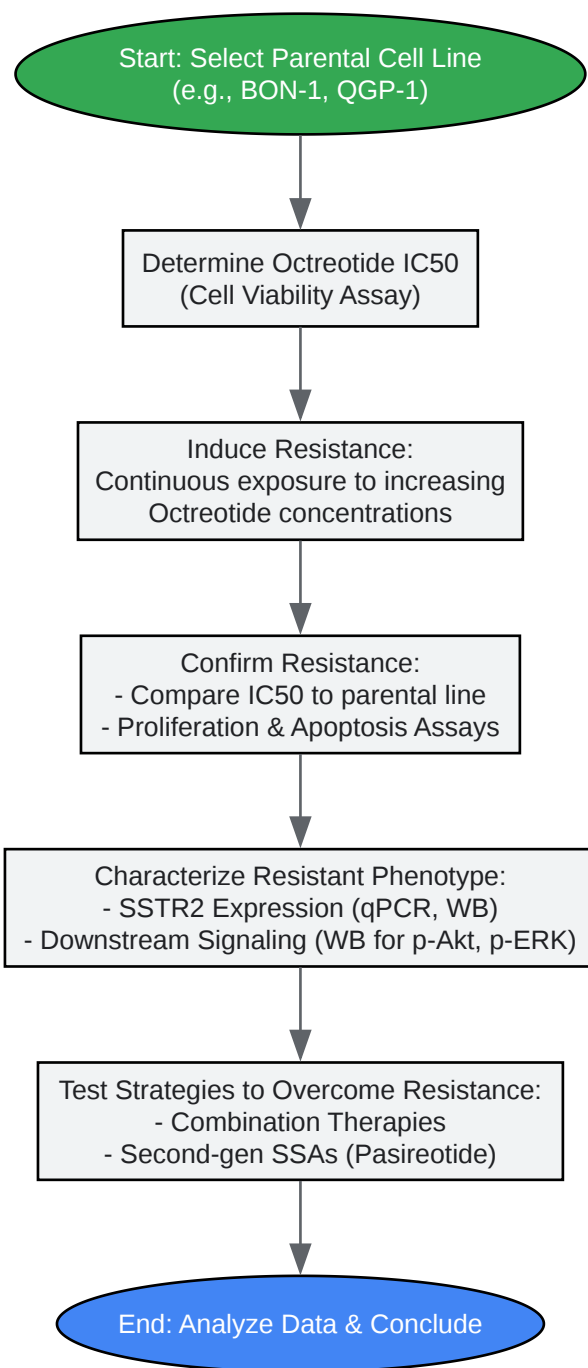 Start: Select Parental Cell Line
(e.g., BON-1, QGP-1)
Determine Octreotide IC50
(Cell Viability Assay)
Induce Resistance:
Continuous exposure to increasing
Octreotide concentrations
Confirm Resistance:
- Compare IC50 to parental line
- Proliferation & Apoptosis Assays
Characterize Resistant Phenotype:
- SSTR2 Expression (qPCR, WB)
- Downstream Signaling (WB for p-Akt, p-ERK)
Test Strategies to Overcome Resistance:
- Combination Therapies
- Second-gen SSAs (Pasireotide)
End: Analyze Data & Conclude